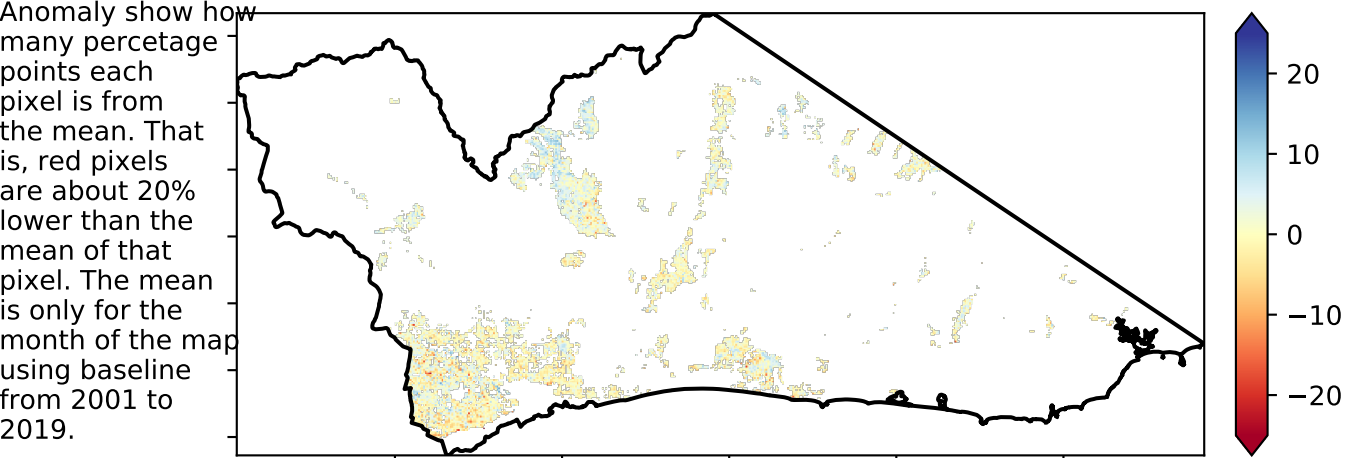 Anomaly show how
many percetage
points each
pixel is from
the mean. That
is, red pixels
are about 20%
lower than the
mean of that
pixel. The mean
is only for the
month of the map
using baseline
from 2001 to
2019.
20
10
0
−10
−20